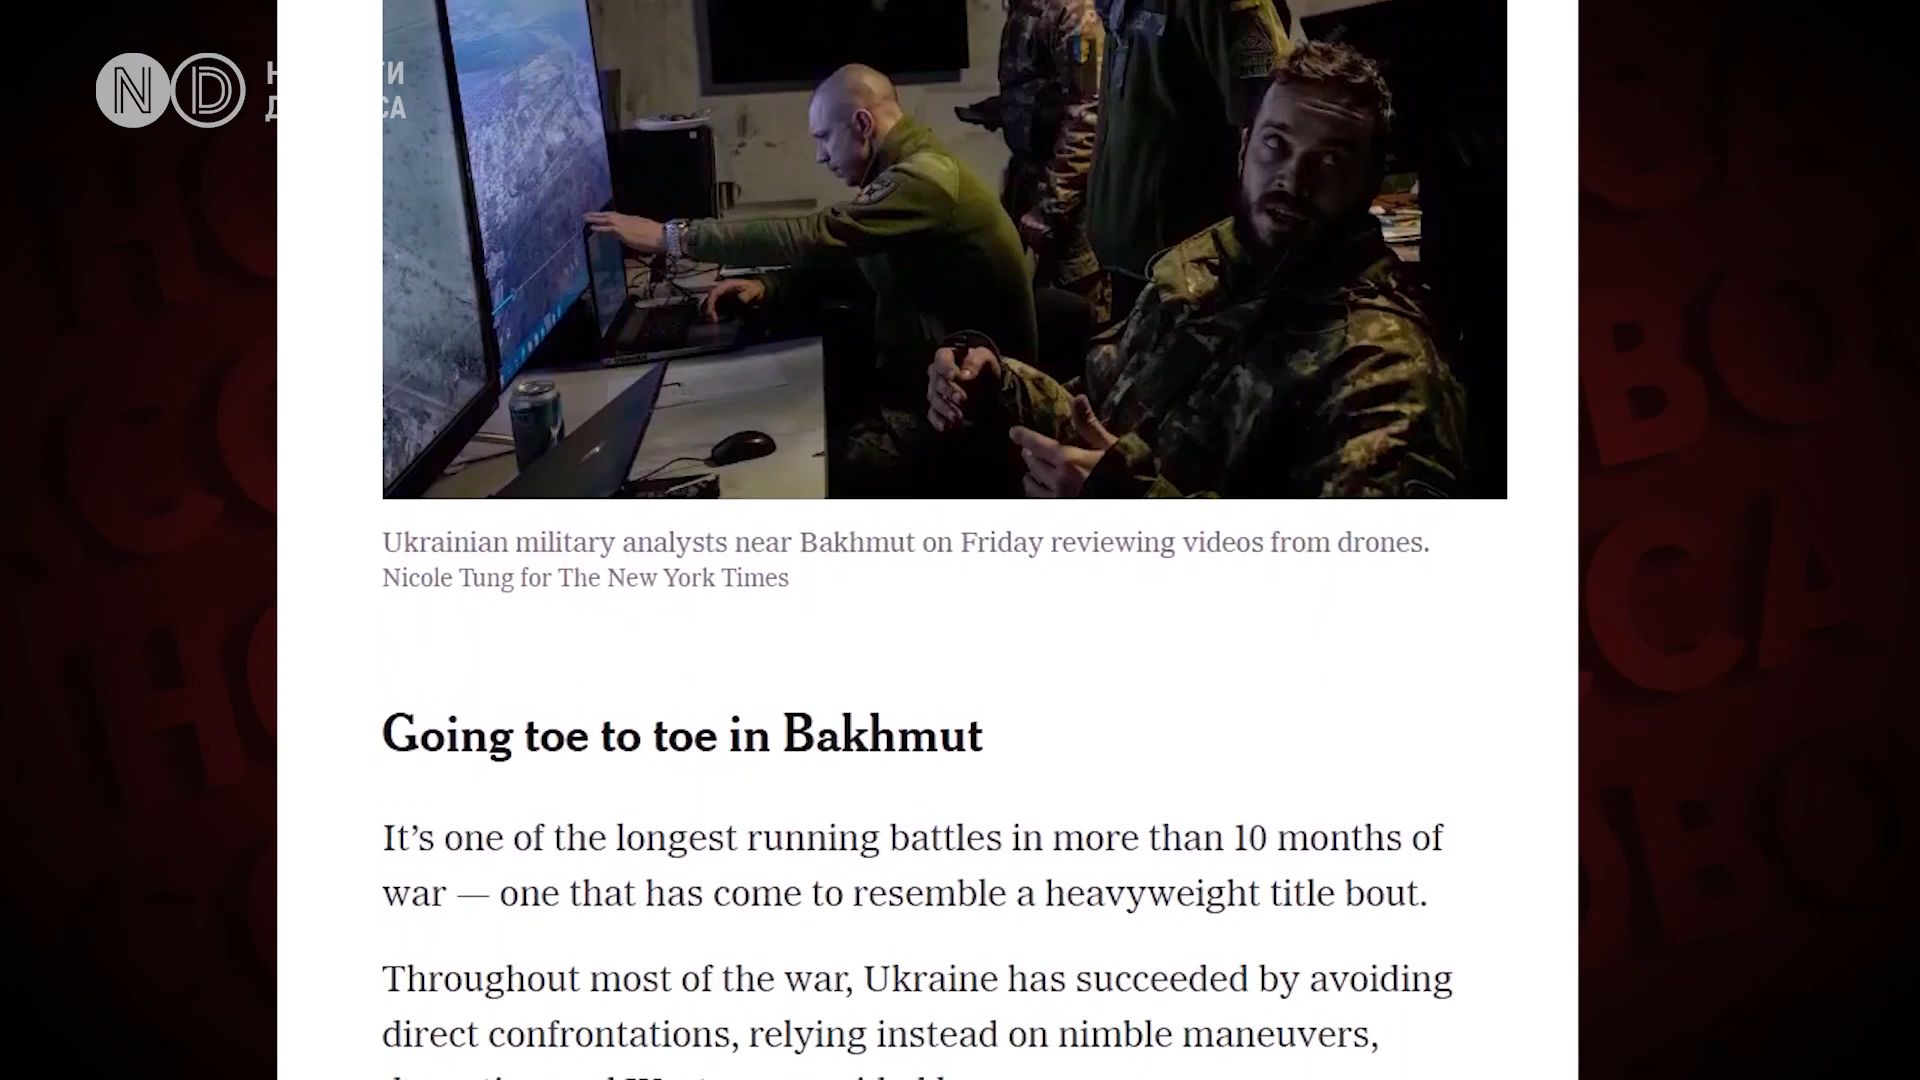 ND
Ukrainian military analysts near Bakhmut on Friday reviewing videos from drones.
Nicole Tung for The New York Times
Going toe to toe in Bakhmut
It’s one of the longest running battles in more than 10 months of
war — one that has come to resemble a heavyweight title bout.
Throughout most of the war, Ukraine has succeeded by avoiding
direct confrontations, relying instead on nimble maneuvers,